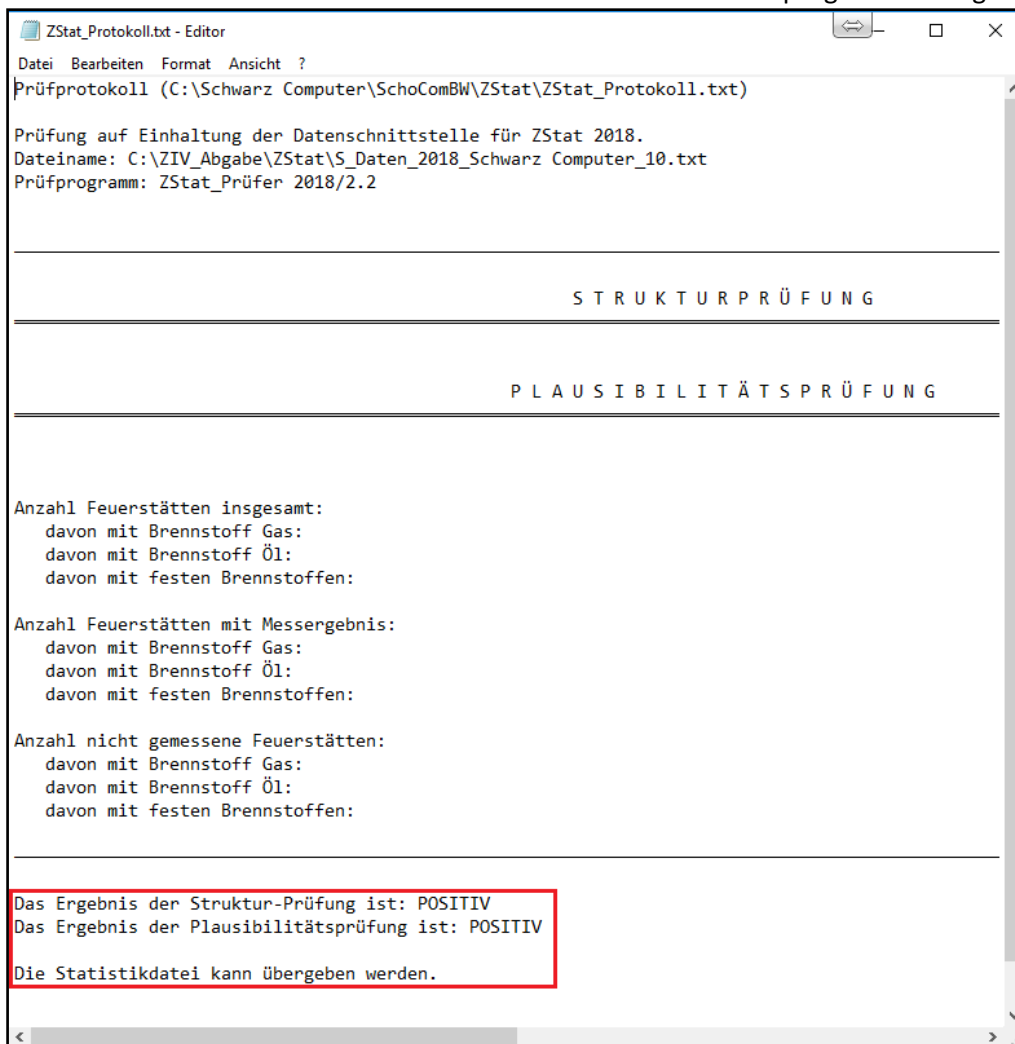 ZStat_Protokoll.txt - Editor
Datei Bearbeiten Format Ansicht ?
Prüfprotokoll (C:\Schwarz Computer\SchoComBW\ZStat\ZStat_Protokoll.txt)
Prüfung auf Einhaltung der Datenschnittstelle für ZStat 2018.
Dateiname: C:\ZIV_Abgabe\ZStat\S_Daten_2018_Schwarz Computer_10.txt
Prüfprogramm: ZStat_Prüfer 2018/2.2
S T R U K T U R P R Ü F U N G
P L A U S I B I L I T Ä T S P R Ü F U N G
Anzahl Feuerstätten insgesamt:
davon mit Brennstoff Gas:
davon mit Brennstoff Öl:
davon mit festen Brennstoffen:
Anzahl Feuerstätten mit Messergebnis:
davon mit Brennstoff Gas:
davon mit Brennstoff Öl:
davon mit festen Brennstoffen:
Anzahl nicht gemessene Feuerstätten:
davon mit Brennstoff Gas:
davon mit Brennstoff Öl:
davon mit festen Brennstoffen:
Das Ergebnis der Struktur-Prüfung ist: POSITIV
Das Ergebnis der Plausibilitätsprüfung ist: POSITIV
Die Statistikdatei kann übergeben werden.